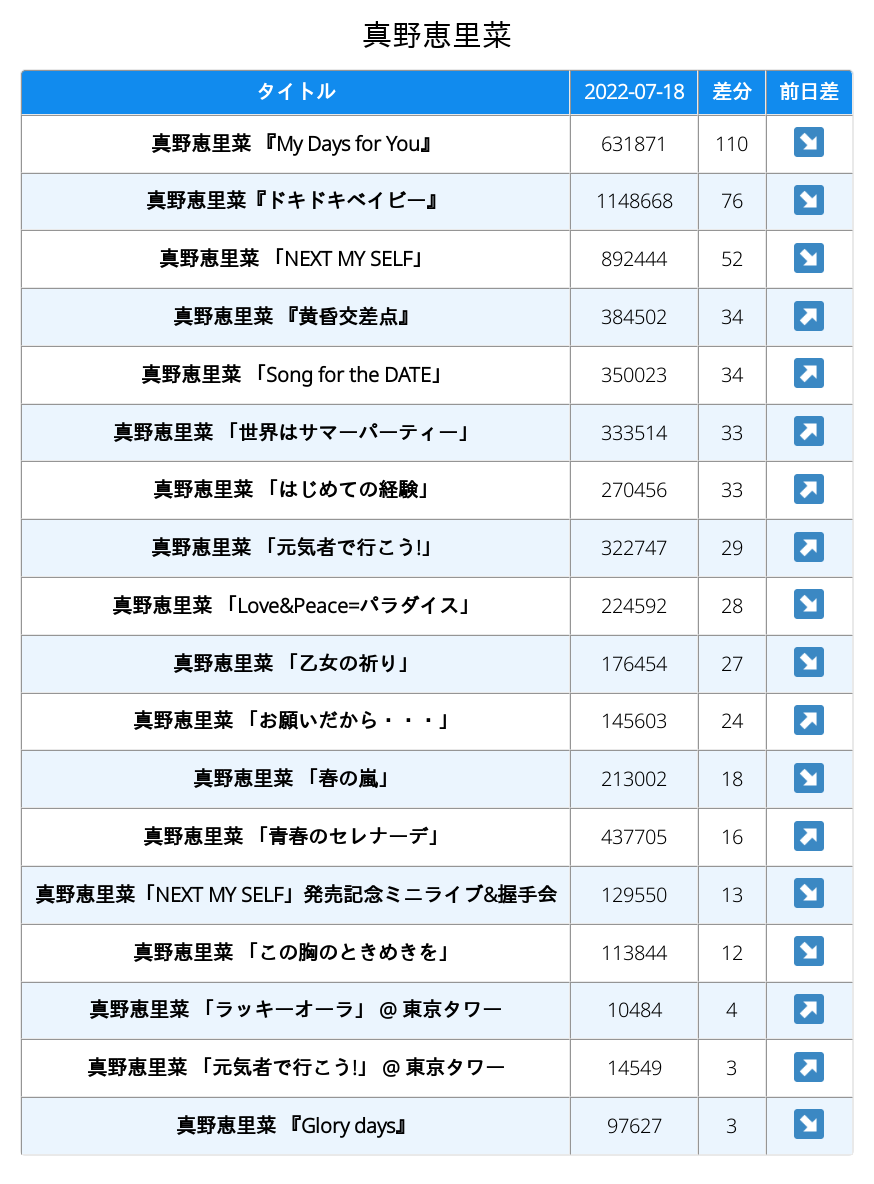 真野恵里菜
タイトル 2022-07-18 差分 前日差
真野恵里菜 『My Days for You』 631871 110
真野恵里菜『ドキドキベイビー』 1148668 76
真野恵里菜 「NEXT MY SELF」 892444 52
真野恵里菜 『黄昏交差点』 384502 34
真野恵里菜 「Song for the DATE」 350023 34
真野恵里菜 「世界はサマーパーティー」 333514 33
真野恵里菜 「はじめての経験」 270456 33
真野恵里菜 「元気者で行こう!」 322747 29
真野恵里菜 「Love&Peace=パラダイス」 224592 28
真野恵里菜 「乙女の祈り」 176454 27
真野恵里菜 「お願いだから・・・」 145603 24
真野恵里菜 「春の嵐」 213002 18
真野恵里菜 「青春のセレナーデ」 437705 16
真野恵里菜「NEXT MY SELF」発売記念ミニライブ&握手会 129550 13
真野恵里菜 「この胸のときめきを」 113844 12
真野恵里菜 「ラッキーオーラ」 @ 東京タワー 10484 4
真野恵里菜 「元気者で行こう!」 @ 東京タワー 14549 3
真野恵里菜 『Glory days』 97627 3